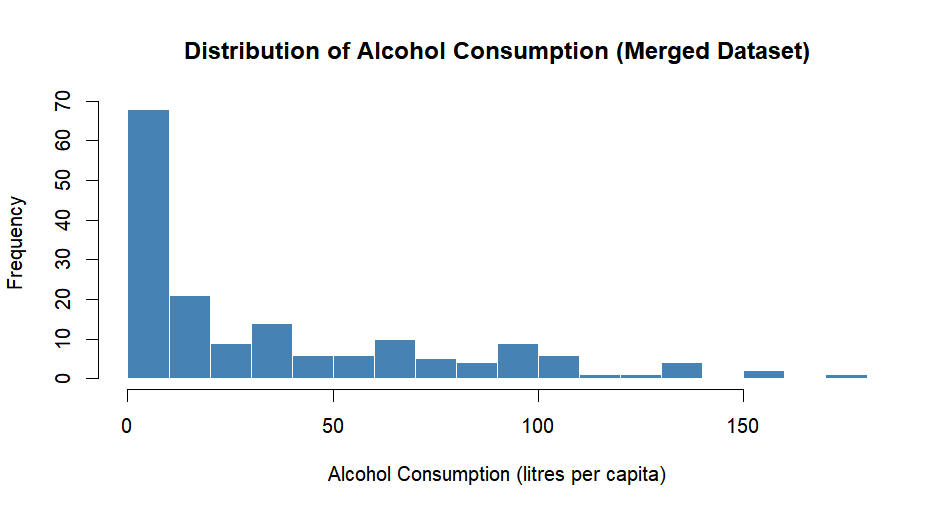 Distribution of Alcohol Consumption (Merged Dataset)
Frequency
70
60
50
40
30
20
10
0
0 50 100 150
Alcohol Consumption (litres per capita)